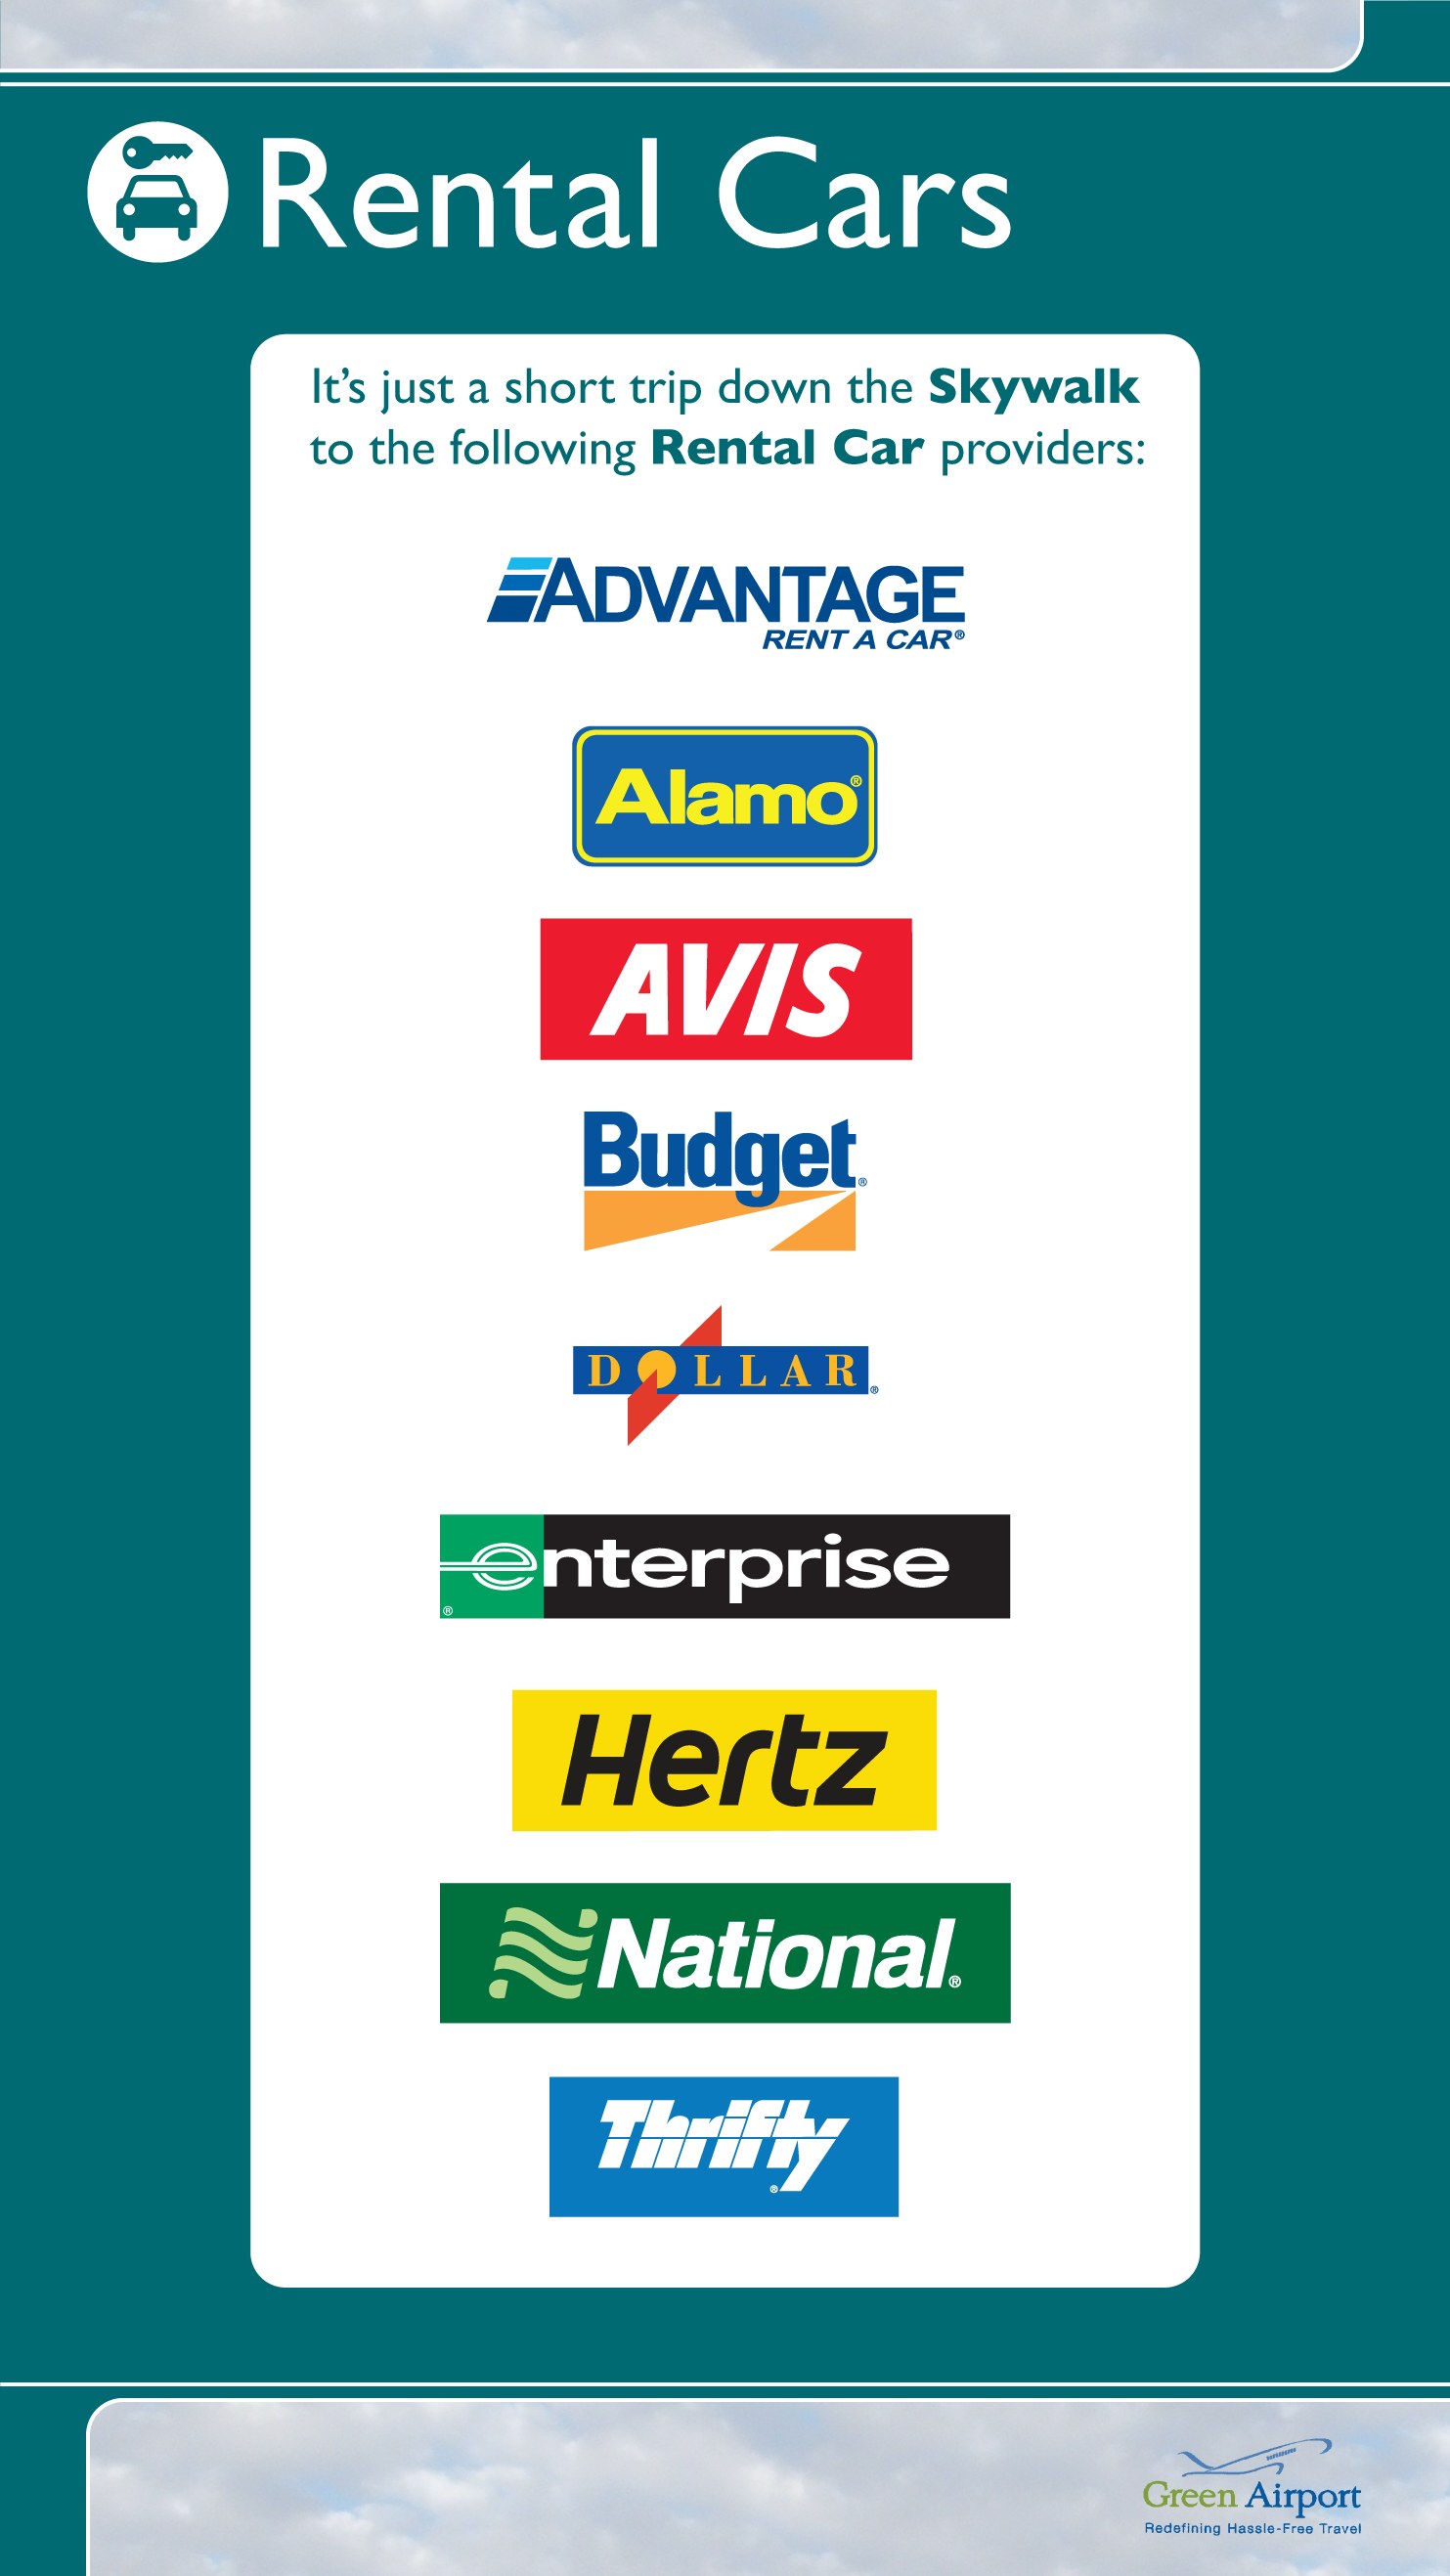 Rental Cars
It’s just a short trip down the Skywalk
to the following Rental Car providers:
ADVANTAGE
RENT A CAR®
Alamo®
AVIS
Budget®
DOLLAR®
enterprise
®
Hertz
National®
Thrifty
®
Green Airport
Redefining Hassle-Free Travel